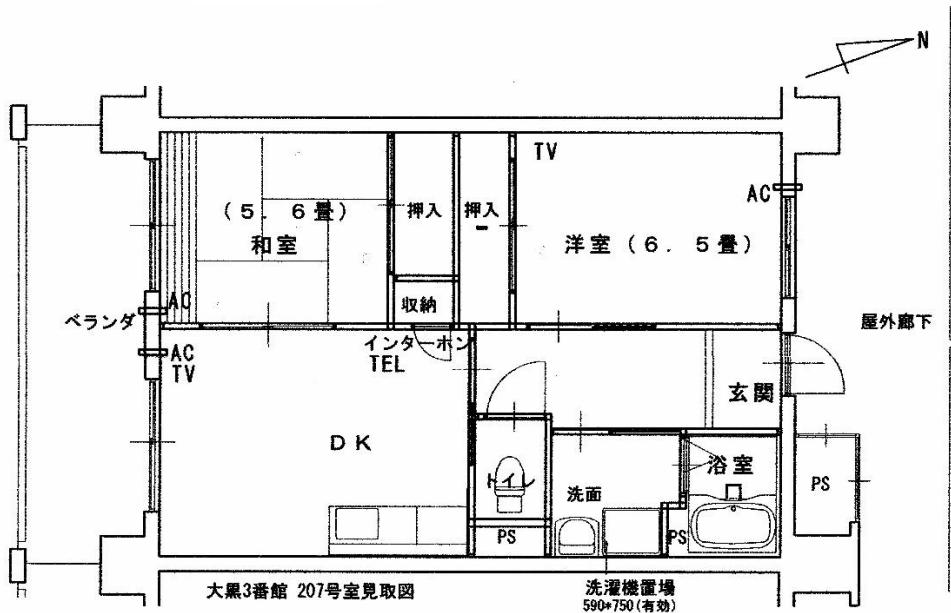 N
TV
AC
(5.6畳)
和室
押入
押入
洋室(6.5畳)
収納
AC
ベランダ
インターホン
TEL
屋外廊下
AC
TV
玄関
DK
トイレ
洗面
浴室
PS
PS
PS
大黒3番館 207号室見取図
洗濯機置場
590*750(有効)